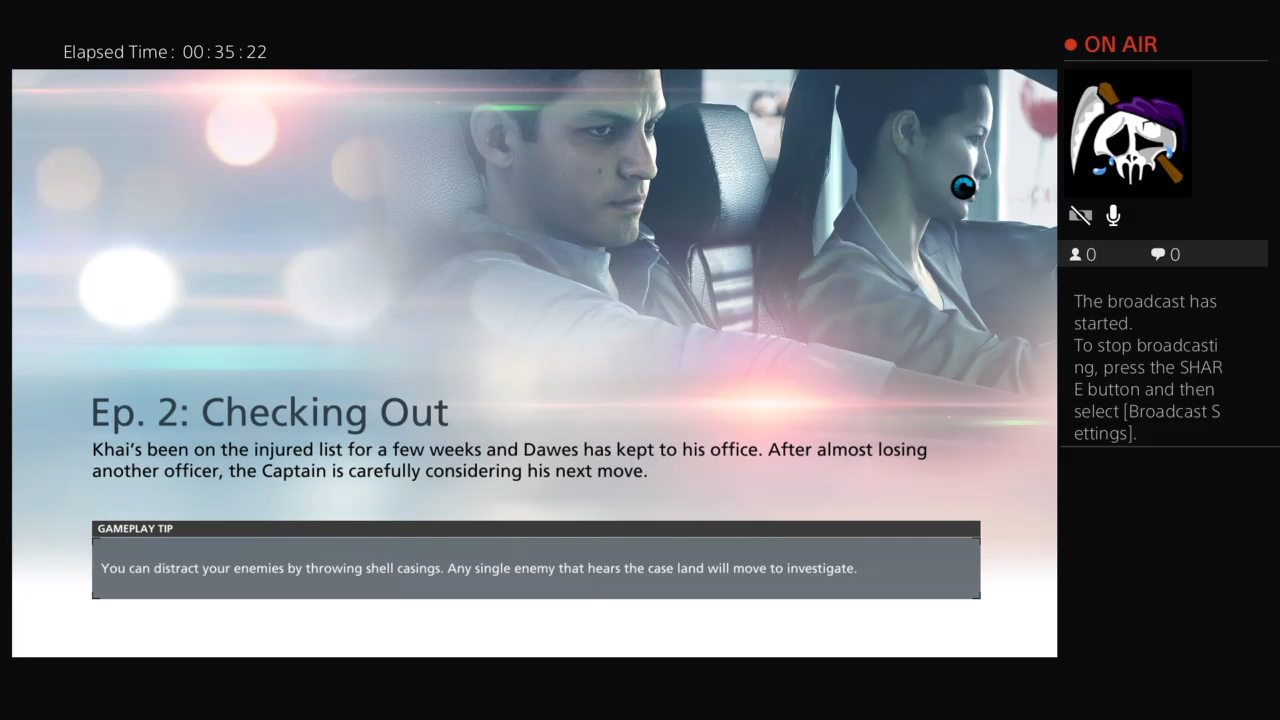 Elapsed Time: 00:35:22
ON AIR
0 0
The broadcast has
started.
To stop broadcasti
ng, press the SHAR
E button and then
select [Broadcast S
ettings].
Ep. 2: Checking Out
Khai's been on the injured list for a few weeks and Dawes has kept to his office. After almost losing
another officer, the Captain is carefully considering his next move.
GAMEPLAY TIP
You can distract your enemies by throwing shell casings. Any single enemy that hears the case land will move to investigate.